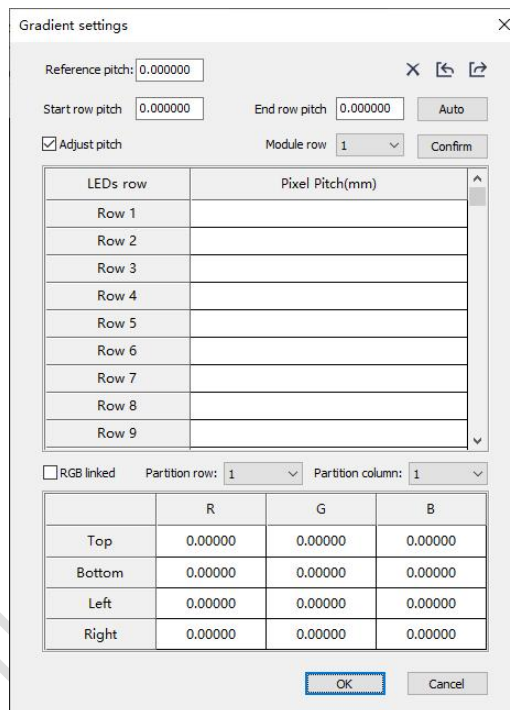 Gradient settings
Reference pitch: 0.000000
Start row pitch 0.000000 End row pitch 0.000000 Auto
Adjust pitch Module row 1 Confirm
LEDs row Pixel Pitch(mm)
Row 1
Row 2
Row 3
Row 4
Row 5
Row 6
Row 7
Row 8
Row 9
RGB linked Partition row: 1 Partition column: 1
R G B
Top 0.00000 0.00000 0.00000
Bottom 0.00000 0.00000 0.00000
Left 0.00000 0.00000 0.00000
Right 0.00000 0.00000 0.00000
OK Cancel